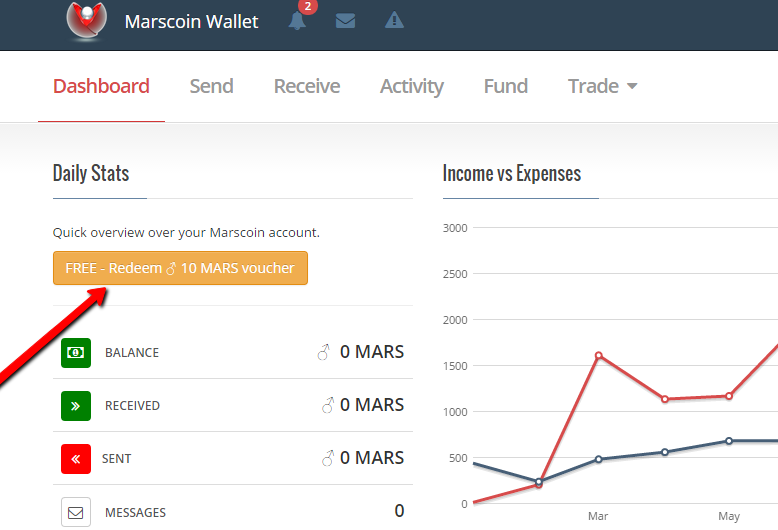 Marscoin Wallet
2
Dashboard Send Receive Activity Fund Trade
Daily Stats
Quick overview over your Marscoin account.
FREE - Redeem ♂ 10 MARS voucher
BALANCE ♂ 0 MARS
RECEIVED ♂ 0 MARS
SENT ♂ 0 MARS
MESSAGES 0
Income vs Expenses
3000
2500
2000
1500
1000
500
0
Mar May